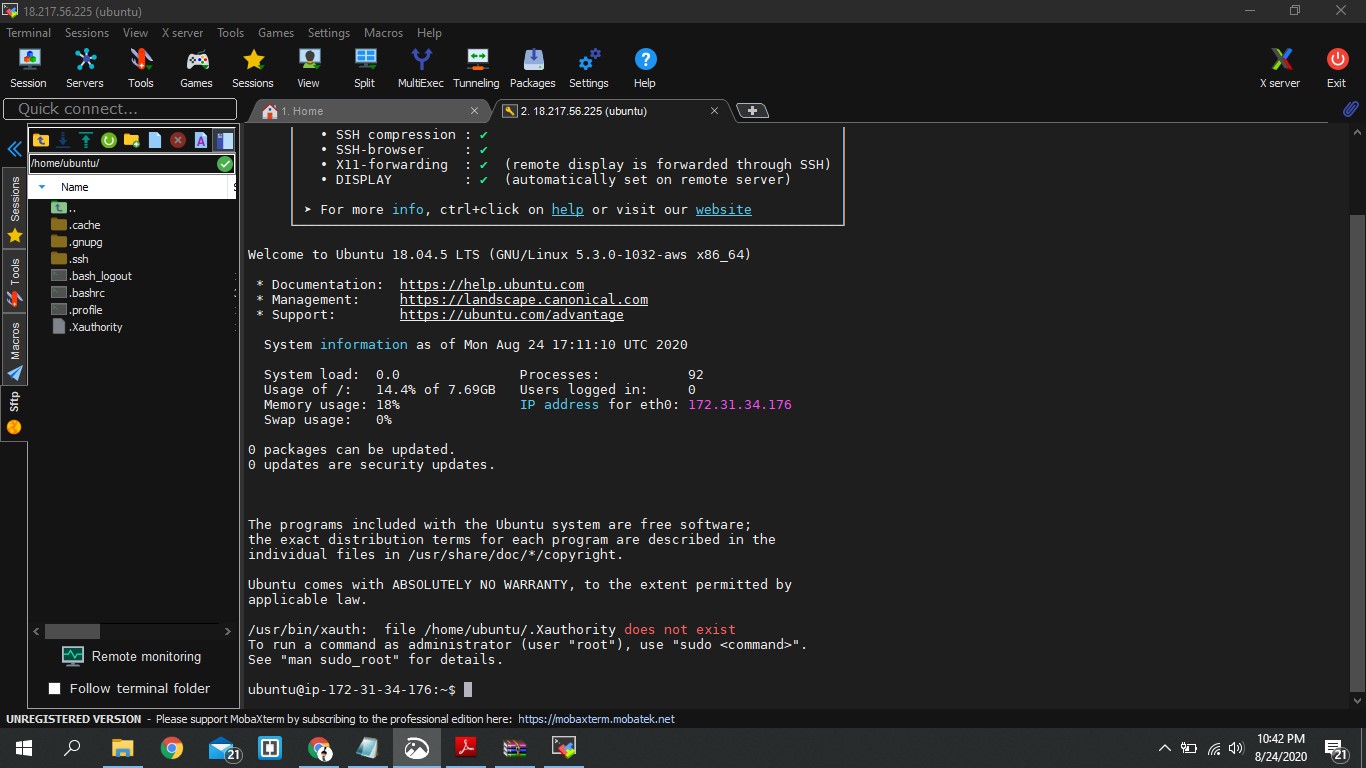 18.217.56.225 (ubuntu)
Terminal Sessions View X server Tools Games Settings Macros Help
Session Servers Tools Games Sessions View Split MultiExec Tunneling Packages Settings Help X server Exit
Quick connect...
1. Home
2. 18.217.56.225 (ubuntu)
/home/ubuntu/
Name
..
.cache
.gnupg
.ssh
.bash_logout
.bashrc
.profile
.Xauthority
Sessions
Tools
Macros
Sftp
Remote monitoring
Follow terminal folder
• SSH compression : ✔
• SSH-browser : ✔
• X11-forwarding : ✔ (remote display is forwarded through SSH)
• DISPLAY : ✔ (automatically set on remote server)
➤ For more info, ctrl+click on help or visit our website
Welcome to Ubuntu 18.04.5 LTS (GNU/Linux 5.3.0-1032-aws x86_64)
* Documentation: https://help.ubuntu.com
* Management: https://landscape.canonical.com
* Support: https://ubuntu.com/advantage
System information as of Mon Aug 24 17:11:10 UTC 2020
System load: 0.0 Processes: 92
Usage of /: 14.4% of 7.69GB Users logged in: 0
Memory usage: 18% IP address for eth0: 172.31.34.176
Swap usage: 0%
0 packages can be updated.
0 updates are security updates.
The programs included with the Ubuntu system are free software;
the exact distribution terms for each program are described in the
individual files in /usr/share/doc/*/copyright.
Ubuntu comes with ABSOLUTELY NO WARRANTY, to the extent permitted by
applicable law.
/usr/bin/xauth: file /home/ubuntu/.Xauthority does not exist
To run a command as administrator (user "root"), use "sudo <command>".
See "man sudo_root" for details.
ubuntu@ip-172-31-34-176:~$
UNREGISTERED VERSION - Please support MobaXterm by subscribing to the professional edition here: https://mobaxterm.mobatek.net
21
10:42 PM
8/24/2020
21